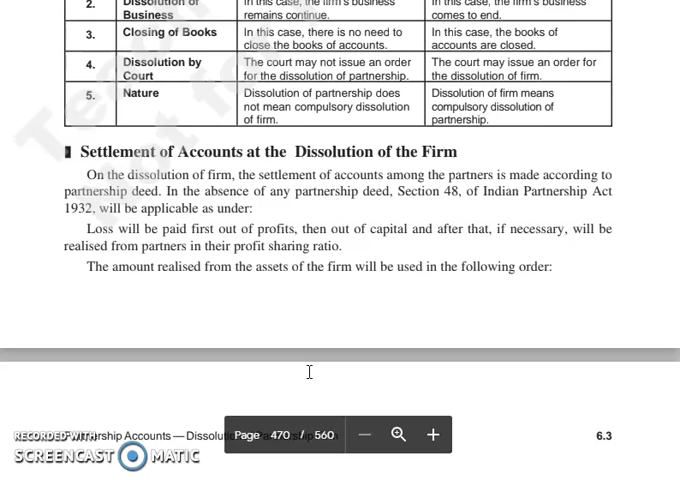 2. Dissolution of In this case, the firm's business In this case, the firm's business
Business remains continue. comes to end.
3. Closing of Books In this case, there is no need to In this case, the books of
close the books of accounts. accounts are closed.
4. Dissolution by The court may not issue an order The court may issue an order for
Court for the dissolution of partnership. the dissolution of firm.
5. Nature Dissolution of partnership does Dissolution of firm means
not mean compulsory dissolution compulsory dissolution of
of firm. partnership.
Settlement of Accounts at the Dissolution of the Firm
On the dissolution of firm, the settlement of accounts among the partners is made according to
partnership deed. In the absence of any partnership deed, Section 48, of Indian Partnership Act
1932, will be applicable as under:
Loss will be paid first out of profits, then out of capital and after that, if necessary, will be
realised from partners in their profit sharing ratio.
The amount realised from the assets of the firm will be used in the following order:
Page 470 / 560
RECORDED WITH
ership Accounts — Dissolu
6.3
SCREENCAST MATIC